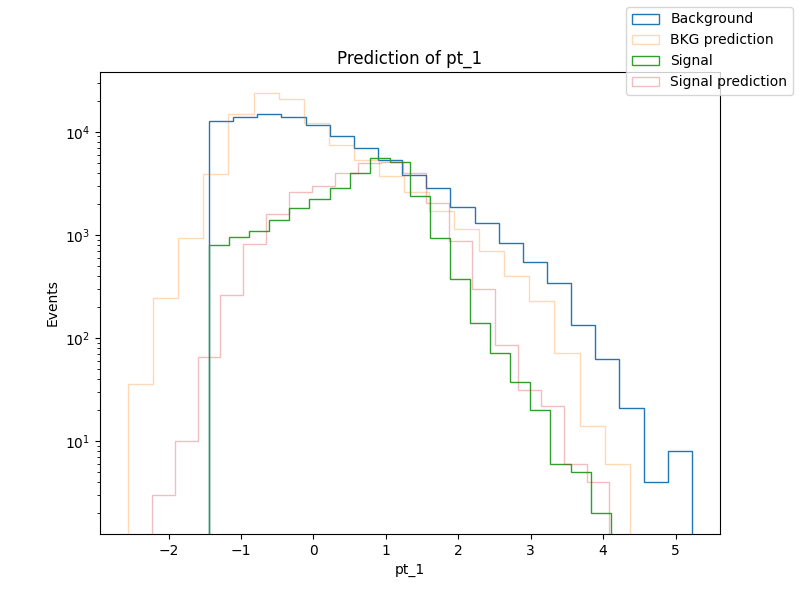 Prediction of pt_1
Background
BKG prediction
Signal
Signal prediction
Events
10⁴
10³
10²
10¹
−2 −1 0 1 2 3 4 5
pt_1